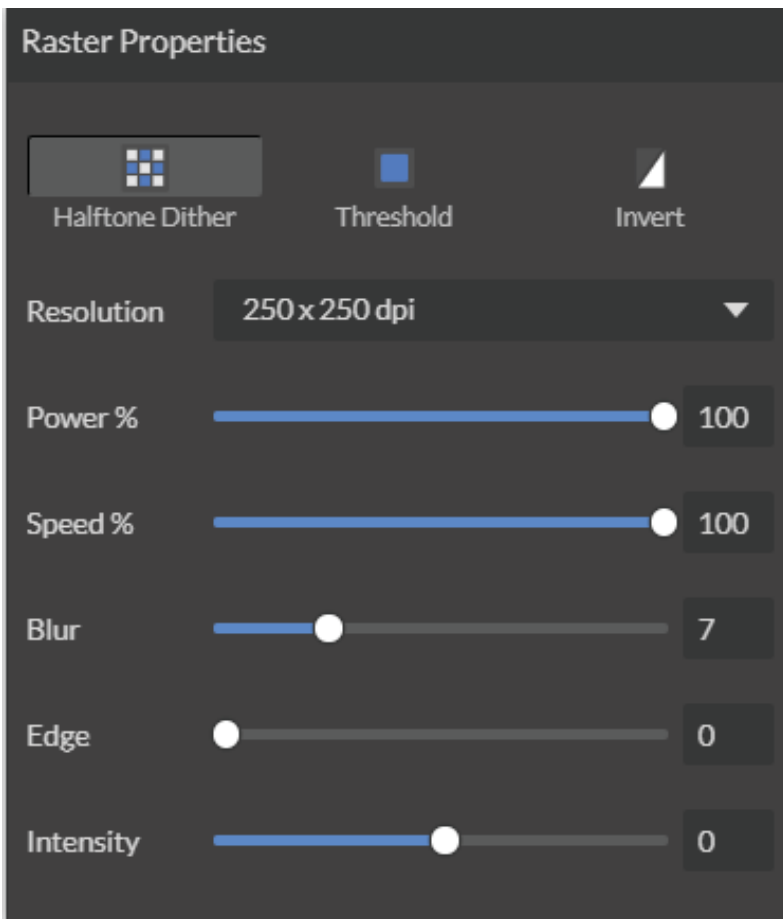 Raster Properties
Halftone Dither
Threshold
Invert
Resolution 250 x 250 dpi
Power % 100
Speed % 100
Blur 7
Edge 0
Intensity 0